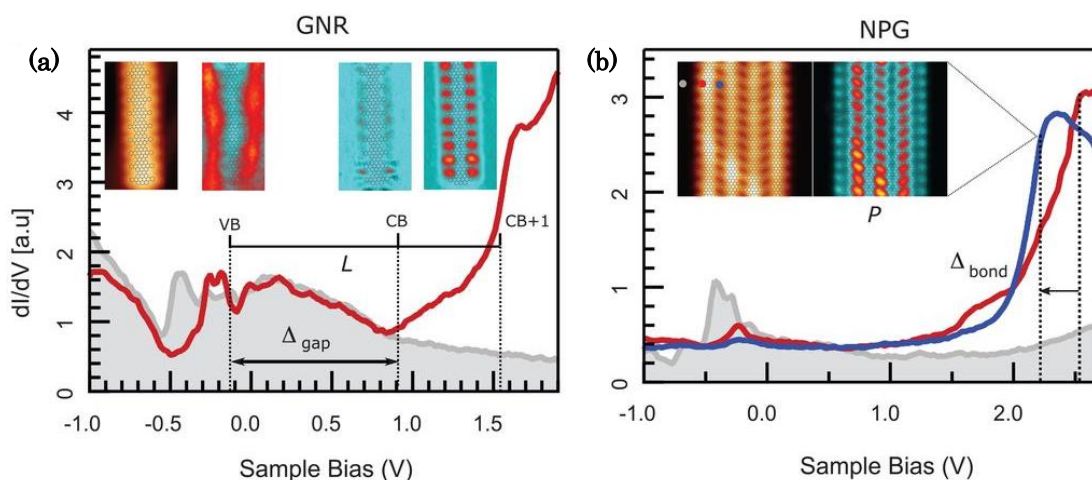 GNR
(a)
VB
CB
CB+1
L
Δgap
dI/dV [a.u]
4
3
2
1
0
-1.0
-0.5
0.0
0.5
1.0
1.5
Sample Bias (V)
NPG
(b)
P
Δbond
3
2
1
0
-1.0
0.0
1.0
2.0
Sample Bias (V)